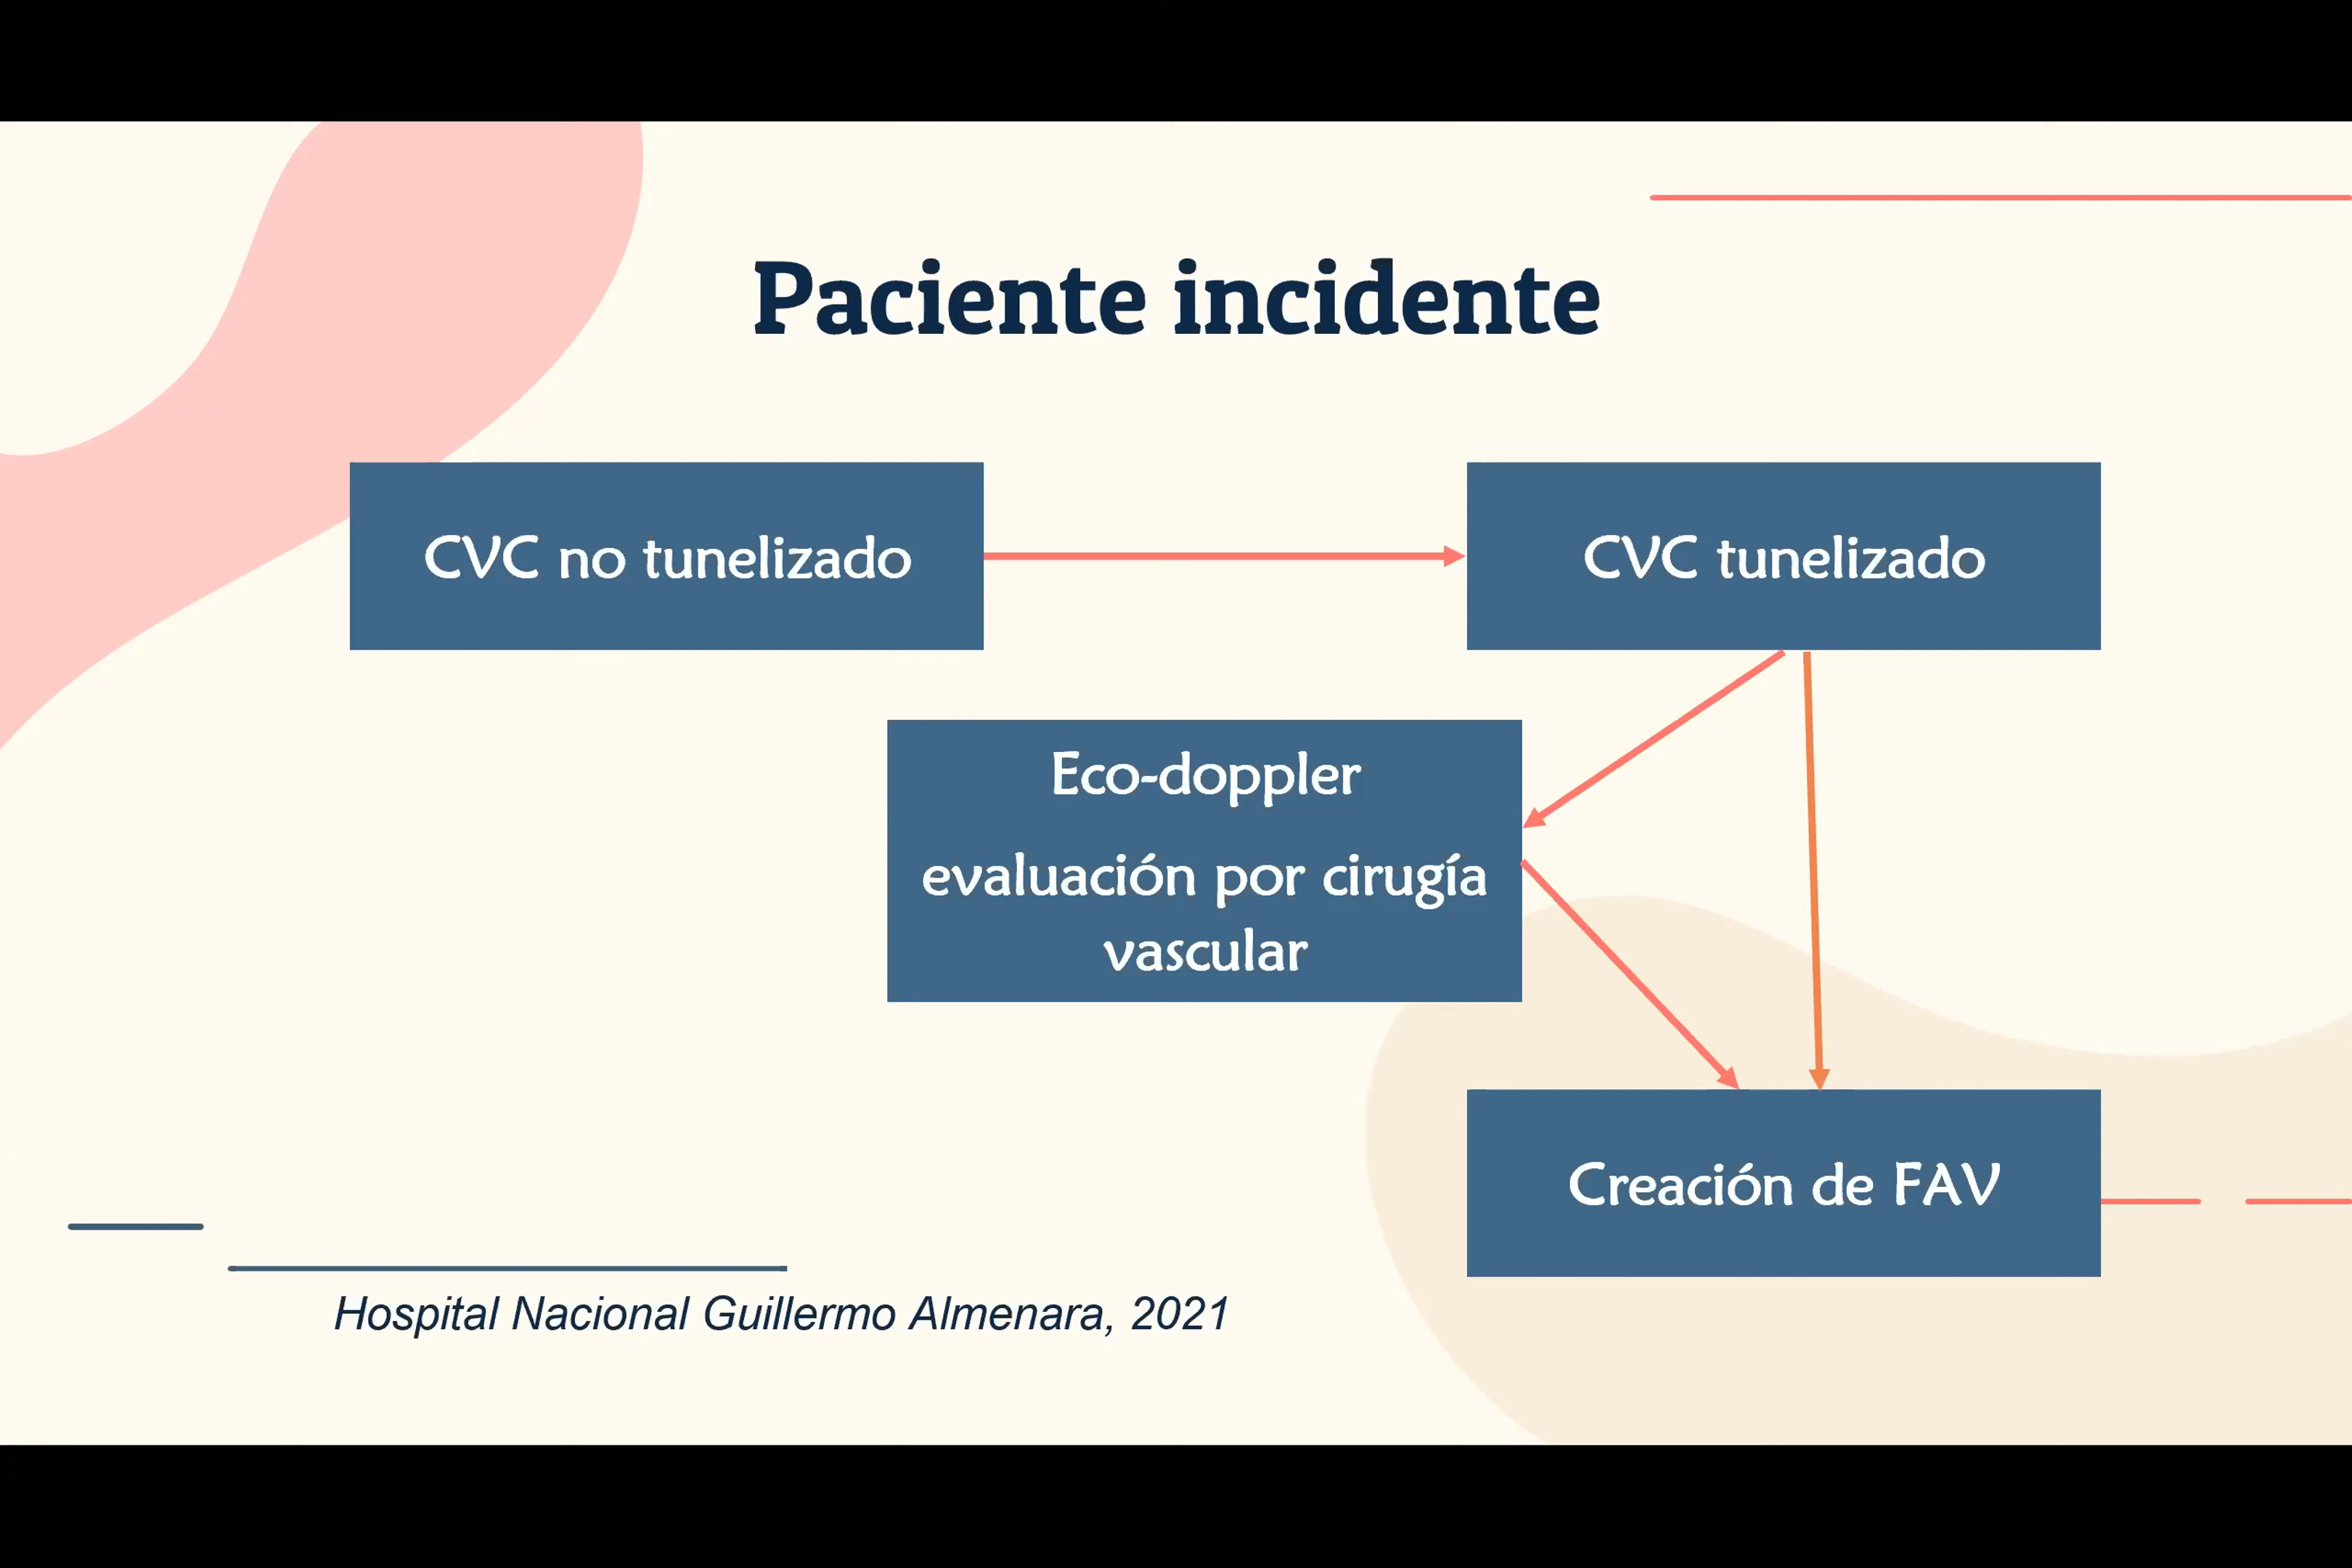 Paciente incidente
CVC no tunelizado
CVC tunelizado
Eco-doppler
evaluación por cirugía
vascular
Creación de FAV
Hospital Nacional Guillermo Almenara, 2021